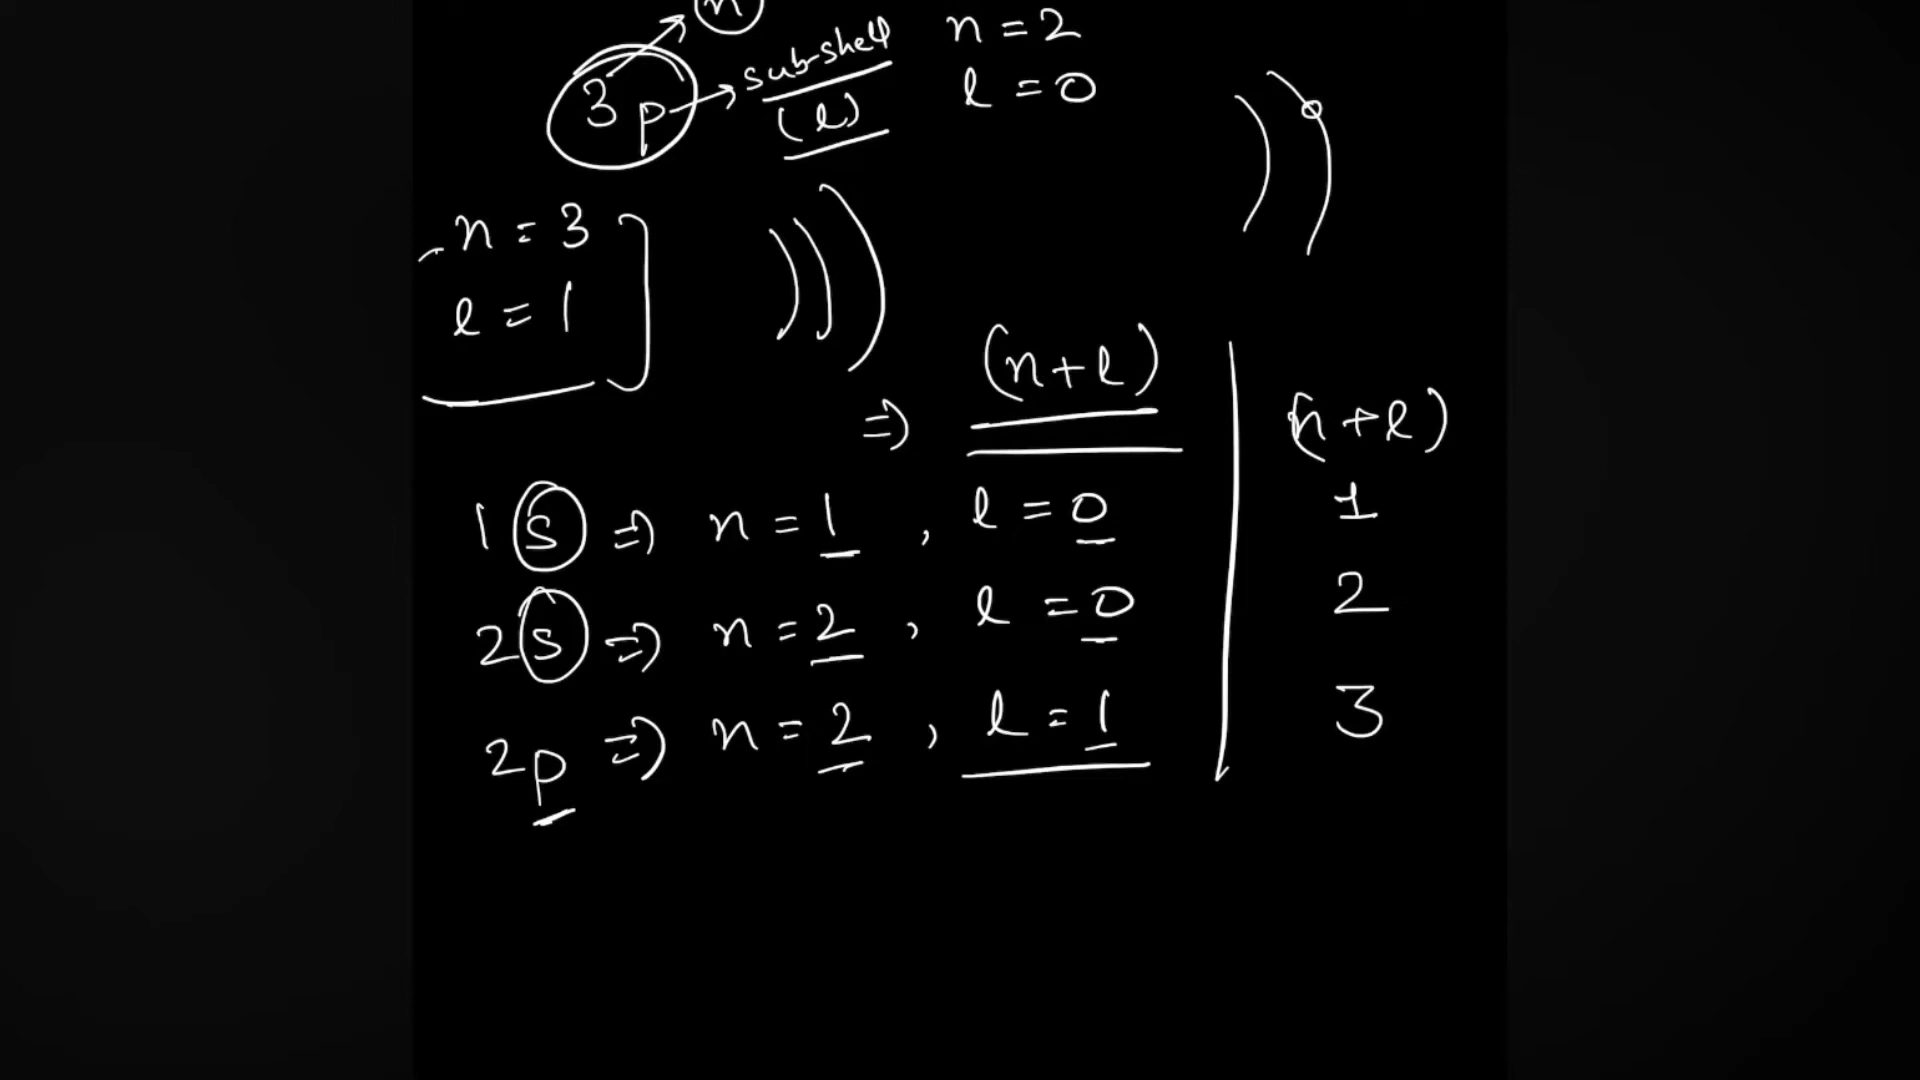 n
3p → sub-shell
(l)
n = 2
l = 0
n = 3
l = 1
⇒ (n+l)
(n+l)
1s ⇒ n = 1 , l = 0 1
2s ⇒ n = 2 , l = 0 2
2p ⇒ n = 2 , l = 1 3